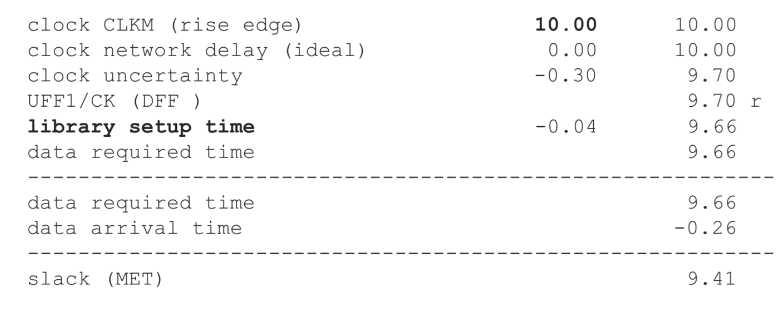 clock CLKM (rise edge) 10.00 10.00
clock network delay (ideal) 0.00 10.00
clock uncertainty -0.30 9.70
UFF1/CK (DFF ) 9.70 r
library setup time -0.04 9.66
data required time 9.66
------------------------------------------------------------
data required time 9.66
data arrival time -0.26
------------------------------------------------------------
slack (MET) 9.41